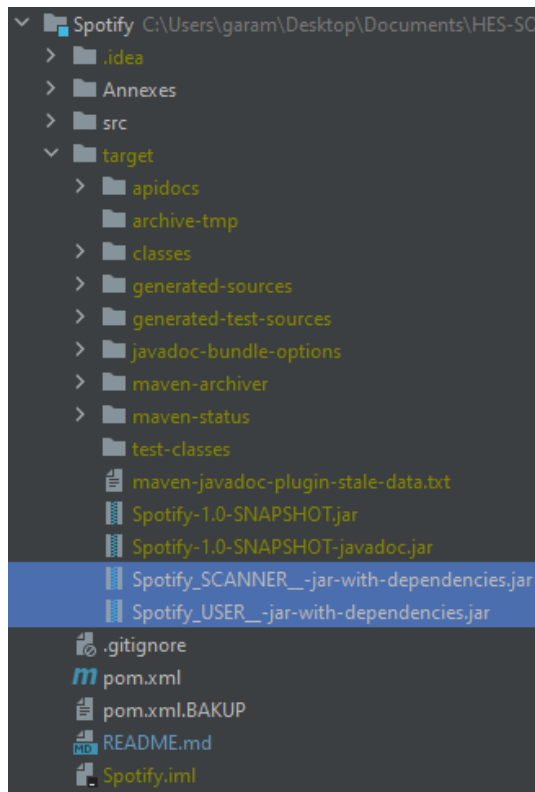 Spotify C:\Users\garam\Desktop\Documents\HES-SO
.idea
Annexes
src
target
apidocs
archive-tmp
classes
generated-sources
generated-test-sources
javadoc-bundle-options
maven-archiver
maven-status
test-classes
maven-javadoc-plugin-stale-data.txt
Spotify-1.0-SNAPSHOT.jar
Spotify-1.0-SNAPSHOT-javadoc.jar
Spotify_SCANNER__-jar-with-dependencies.jar
Spotify_USER__-jar-with-dependencies.jar
.gitignore
m pom.xml
pom.xml.BAKUP
MD README.md
Spotify.iml